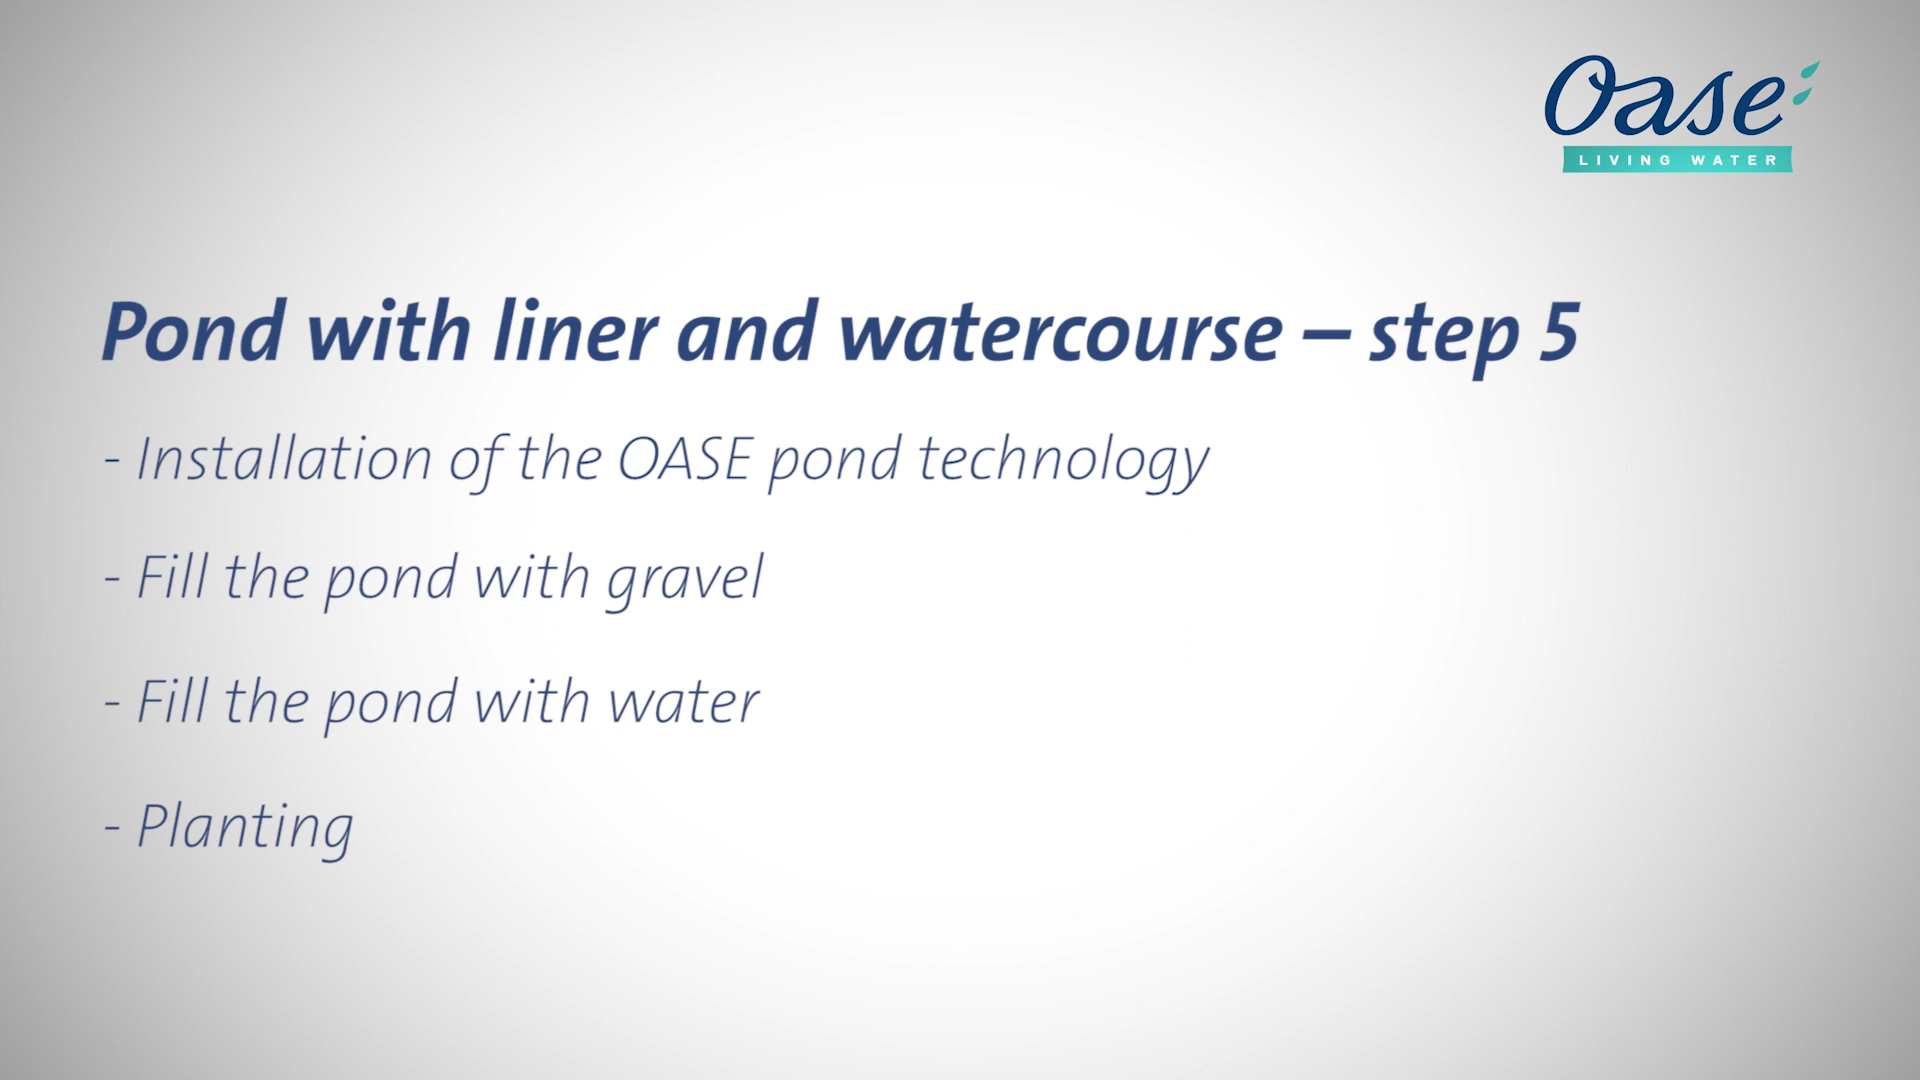 Oase
LIVING WATER
Pond with liner and watercourse – step 5
- Installation of the OASE pond technology
- Fill the pond with gravel
- Fill the pond with water
- Planting